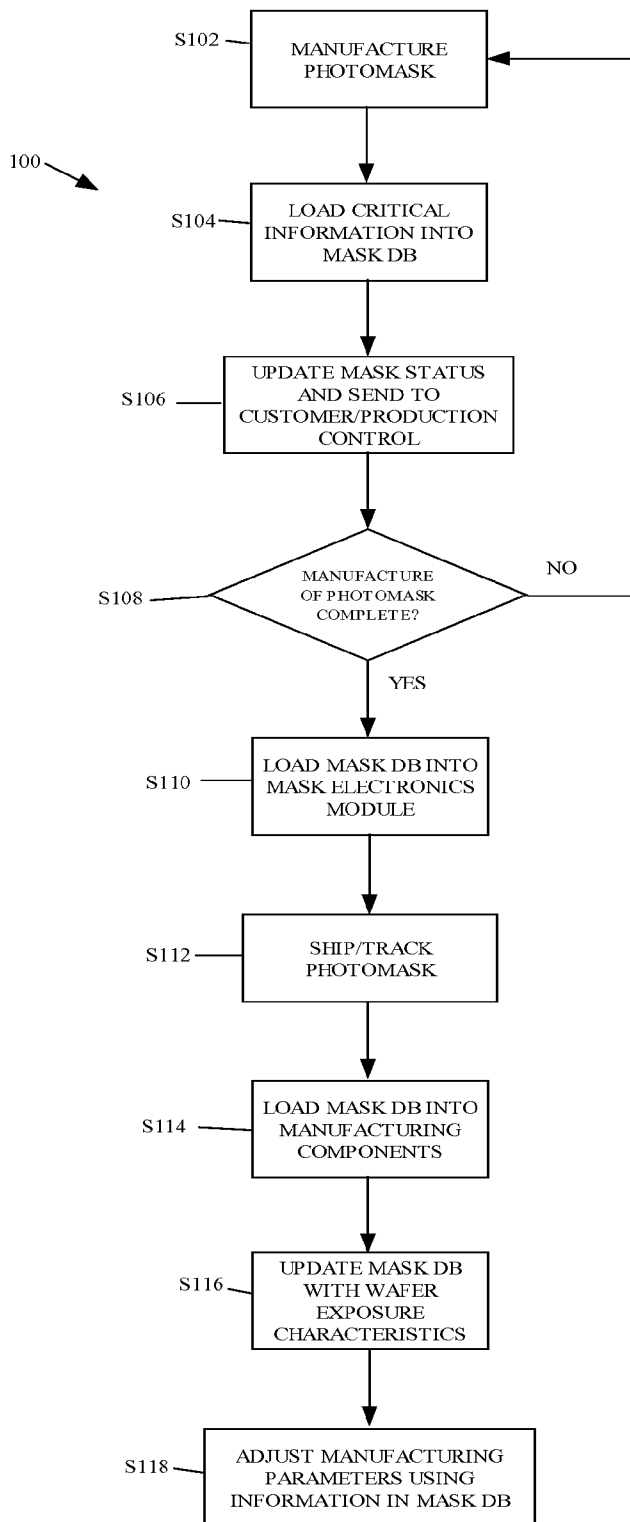 S102
MANUFACTURE
PHOTOMASK
100
S104
LOAD CRITICAL
INFORMATION INTO
MASK DB
S106
UPDATE MASK STATUS
AND SEND TO
CUSTOMER/PRODUCTION
CONTROL
S108
MANUFACTURE
OF PHOTOMASK
COMPLETE?
NO
YES
S110
LOAD MASK DB INTO
MASK ELECTRONICS
MODULE
S112
SHIP/TRACK
PHOTOMASK
S114
LOAD MASK DB INTO
MANUFACTURING
COMPONENTS
S116
UPDATE MASK DB
WITH WAFER
EXPOSURE
CHARACTERISTICS
S118
ADJUST MANUFACTURING
PARAMETERS USING
INFORMATION IN MASK DB